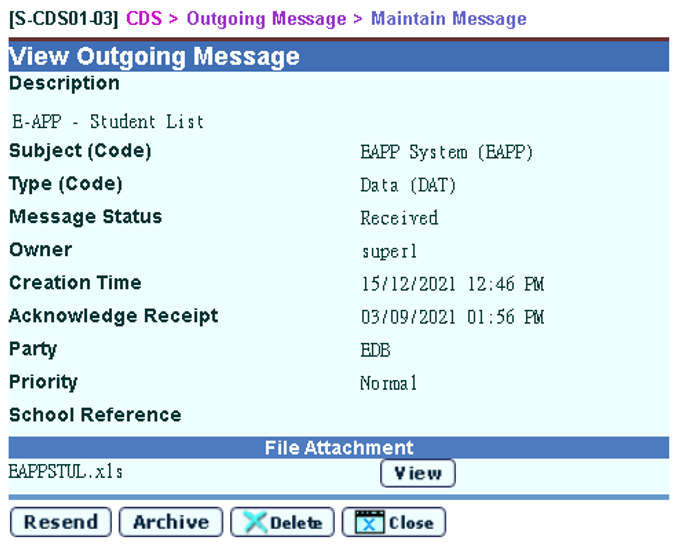 [S-CDS01-03] CDS > Outgoing Message > Maintain Message
View Outgoing Message
Description
E-APP - Student List
Subject (Code) EAPP System (EAPP)
Type (Code) Data (DAT)
Message Status Received
Owner super1
Creation Time 15/12/2021 12:46 PM
Acknowledge Receipt 03/09/2021 01:56 PM
Party EDB
Priority Normal
School Reference
File Attachment
EAPPSTUL.xls View
Resend Archive Delete Close